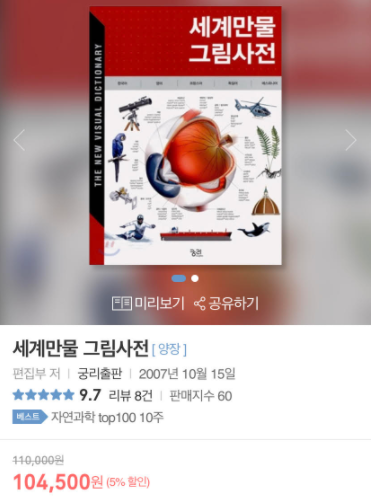 세계만물
그림사전
THE NEW VISUAL DICTIONARY
미리보기 공유하기
세계만물 그림사전 [ 양장 ]
편집부 저 | 궁리출판 | 2007년 10월 15일
9.7 리뷰 8건 | 판매지수 60
베스트 자연과학 top100 10주
110,000원
104,500원 (5% 할인)